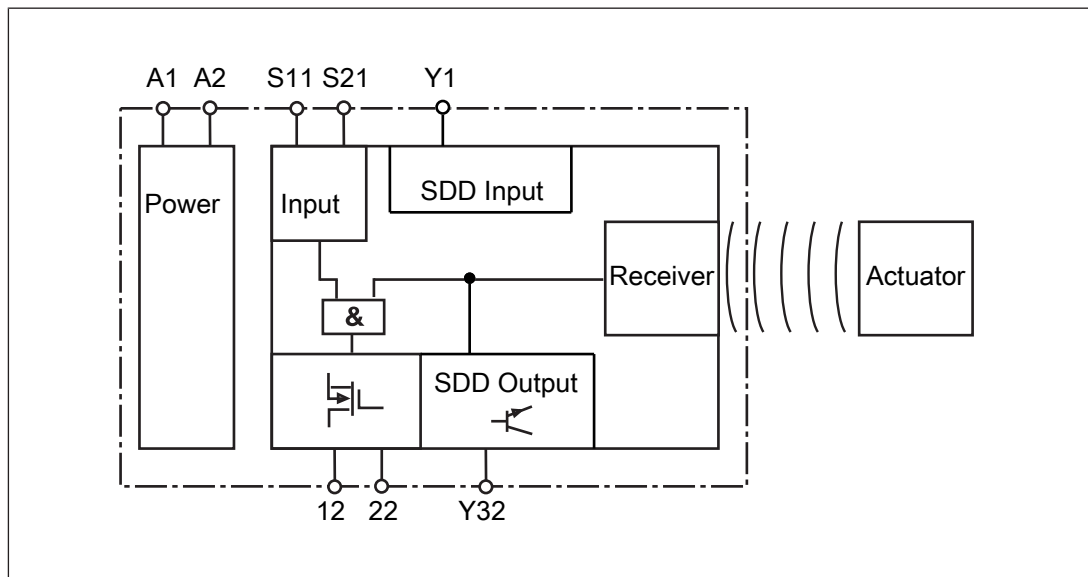 A1 A2 S11 S21 Y1
Power
Input
SDD Input
Receiver
Actuator
&
SDD Output
12 22 Y32